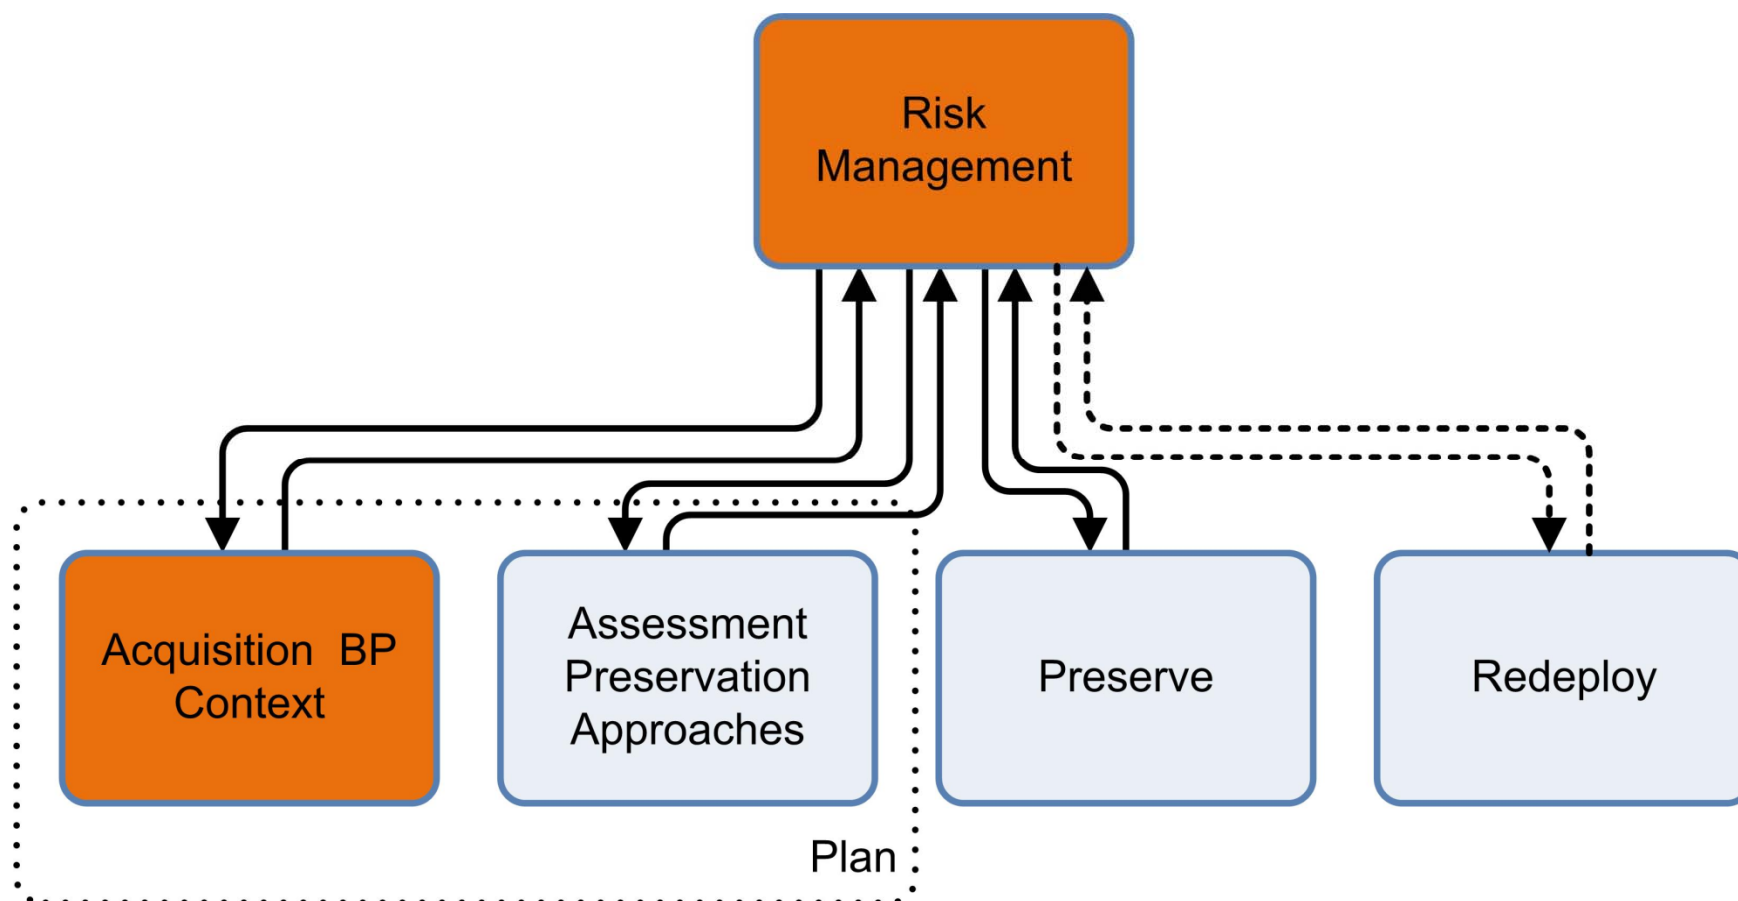 Risk
Management
Acquisition BP
Context
Assessment
Preservation
Approaches
Preserve
Redeploy
Plan